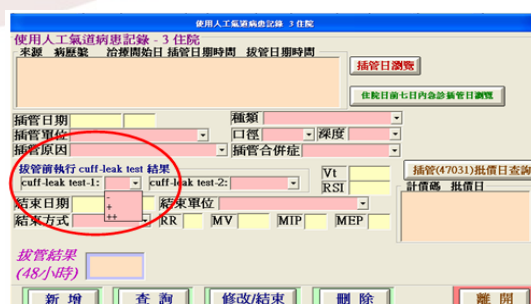 使用人工氣道病患記錄 3 住院
使用人工氣道病患記錄 - 3 住院
來源 病歷號 治療開始日 插管日期時間 拔管日期時間
插管日瀏覽
住院日前七日內急診插管日瀏覽
插管日期 種類
插管單位 口徑 深度
插管原因 插管合併症
拔管前執行 cuff-leak test 結果
cuff-leak test-1: cuff-leak test-2:
-
+
++
Vt
RSI
插管(47031)批價日查詢
計價碼 批價日
結束日期 結束單位
結束方式 RR MV MIP MEP
拔管結果
(48小時)
新 增 查 詢 修改/結束 刪 除 離 開